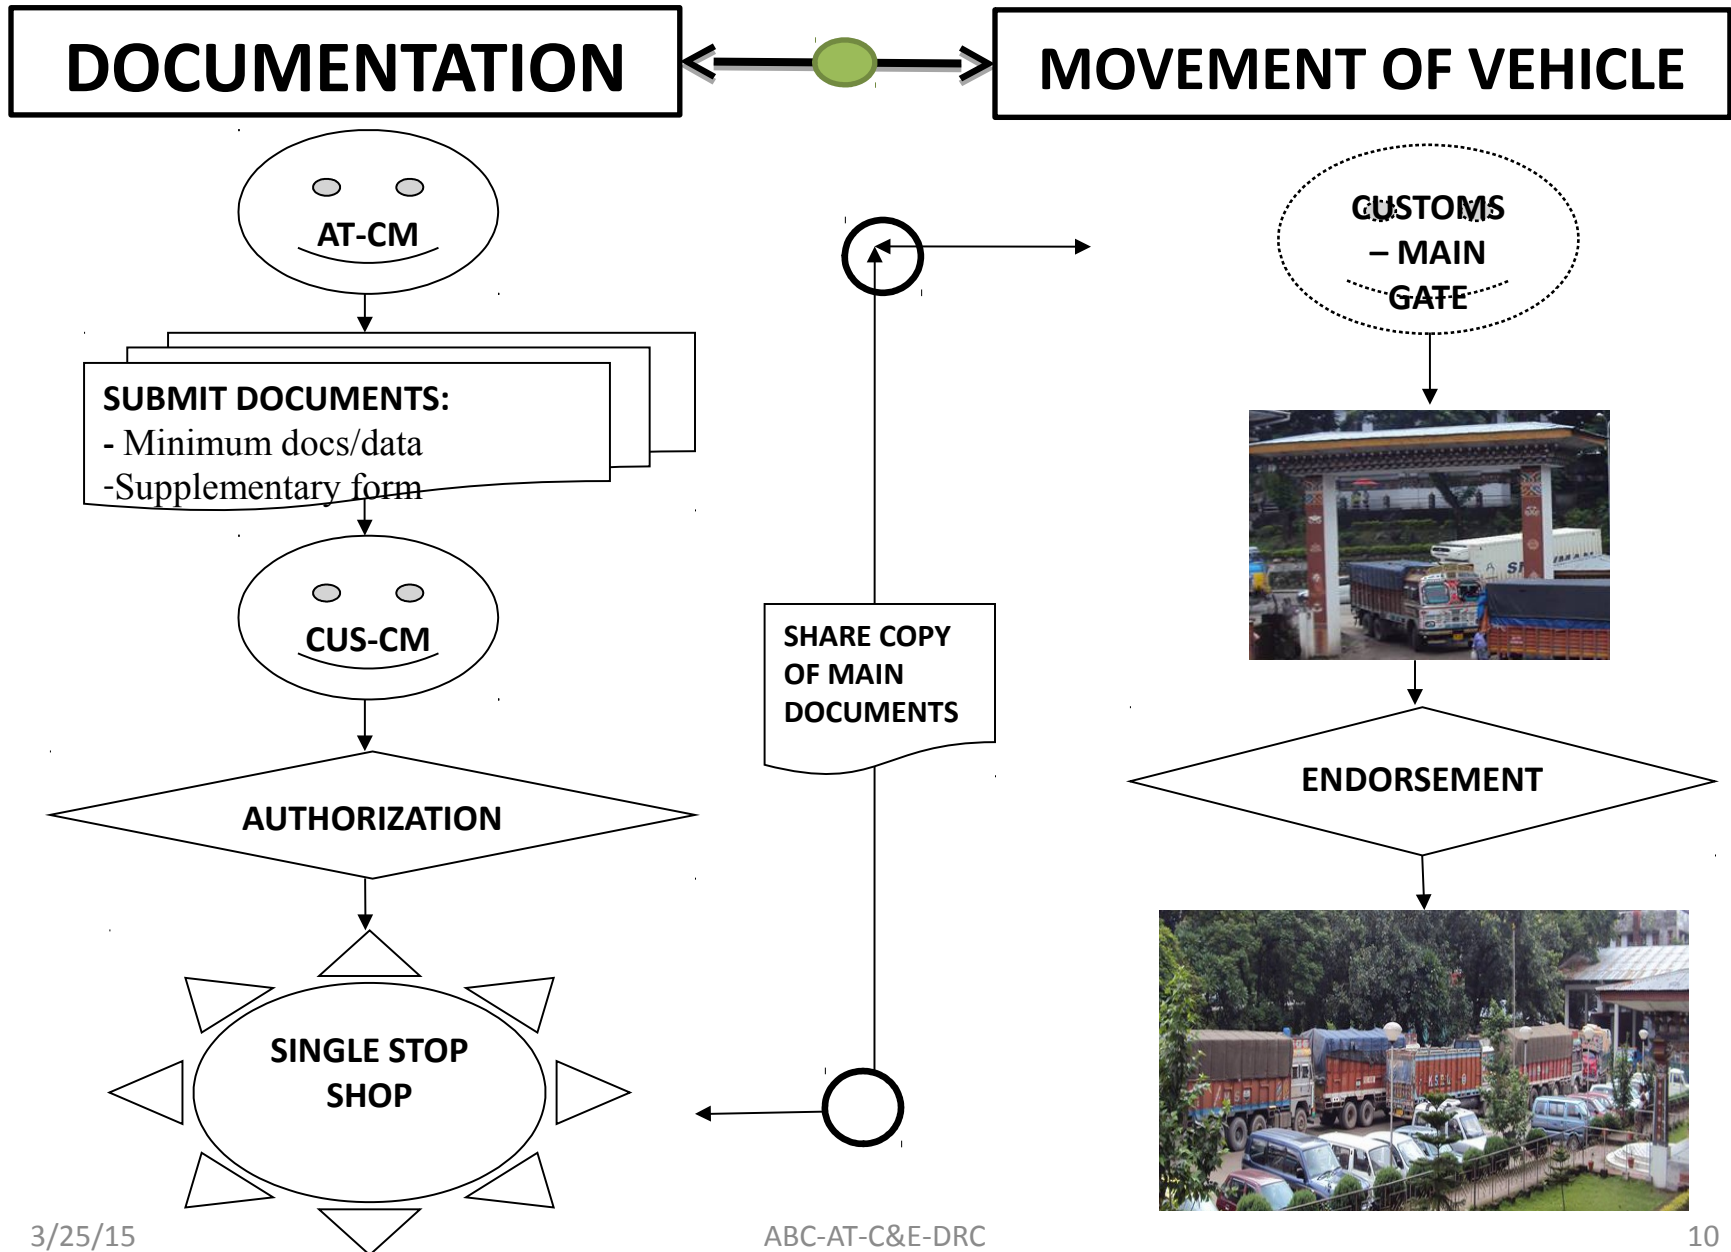 DOCUMENTATION
MOVEMENT OF VEHICLE
AT-CM
SUBMIT DOCUMENTS:
- Minimum docs/data
-Supplementary form
CUS-CM
AUTHORIZATION
SINGLE STOP
SHOP
SHARE COPY
OF MAIN
DOCUMENTS
CUSTOMS
– MAIN
GATE
ENDORSEMENT
3/25/15
ABC-AT-C&E-DRC
10